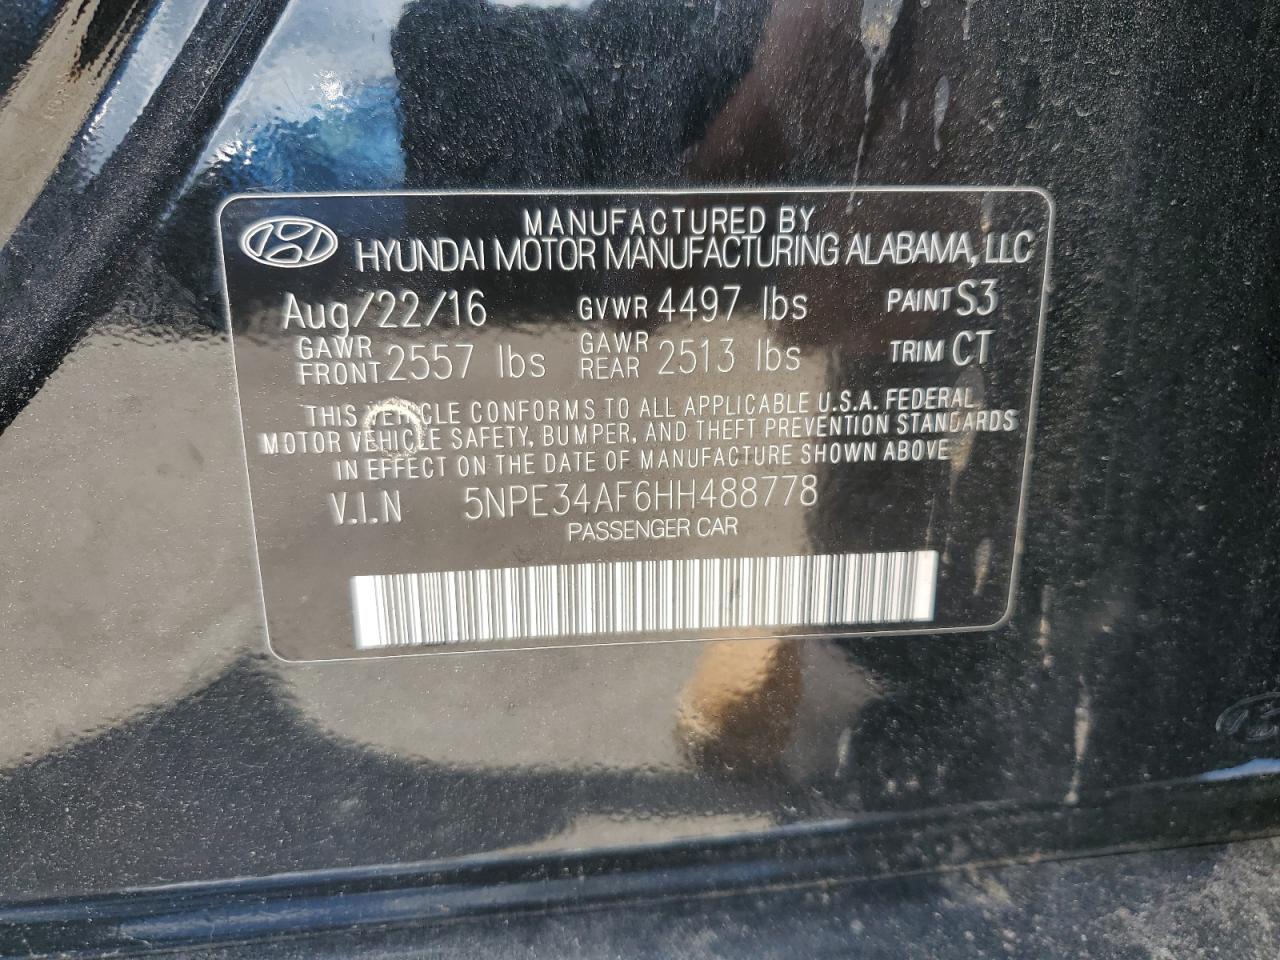 MANUFACTURED BY
HYUNDAI MOTOR MANUFACTURING ALABAMA, LLC
Aug/22/16 GVWR 4497 lbs PAINT S3
GAWR FRONT 2557 lbs GAWR REAR 2513 lbs TRIM CT
THIS VEHICLE CONFORMS TO ALL APPLICABLE U.S.A. FEDERAL
MOTOR VEHICLE SAFETY, BUMPER, AND THEFT PREVENTION STANDARDS
IN EFFECT ON THE DATE OF MANUFACTURE SHOWN ABOVE
V.I.N 5NPE34AF6HH488778
PASSENGER CAR